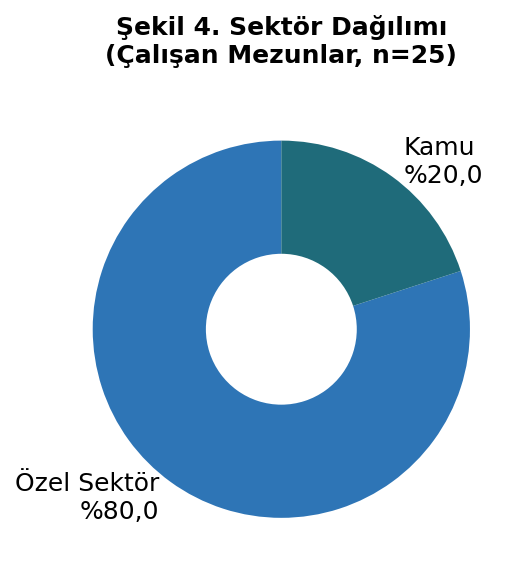 Şekil 4. Sektör Dağılımı
(Çalışan Mezunlar, n=25)
Kamu
%20,0
Özel Sektör
%80,0